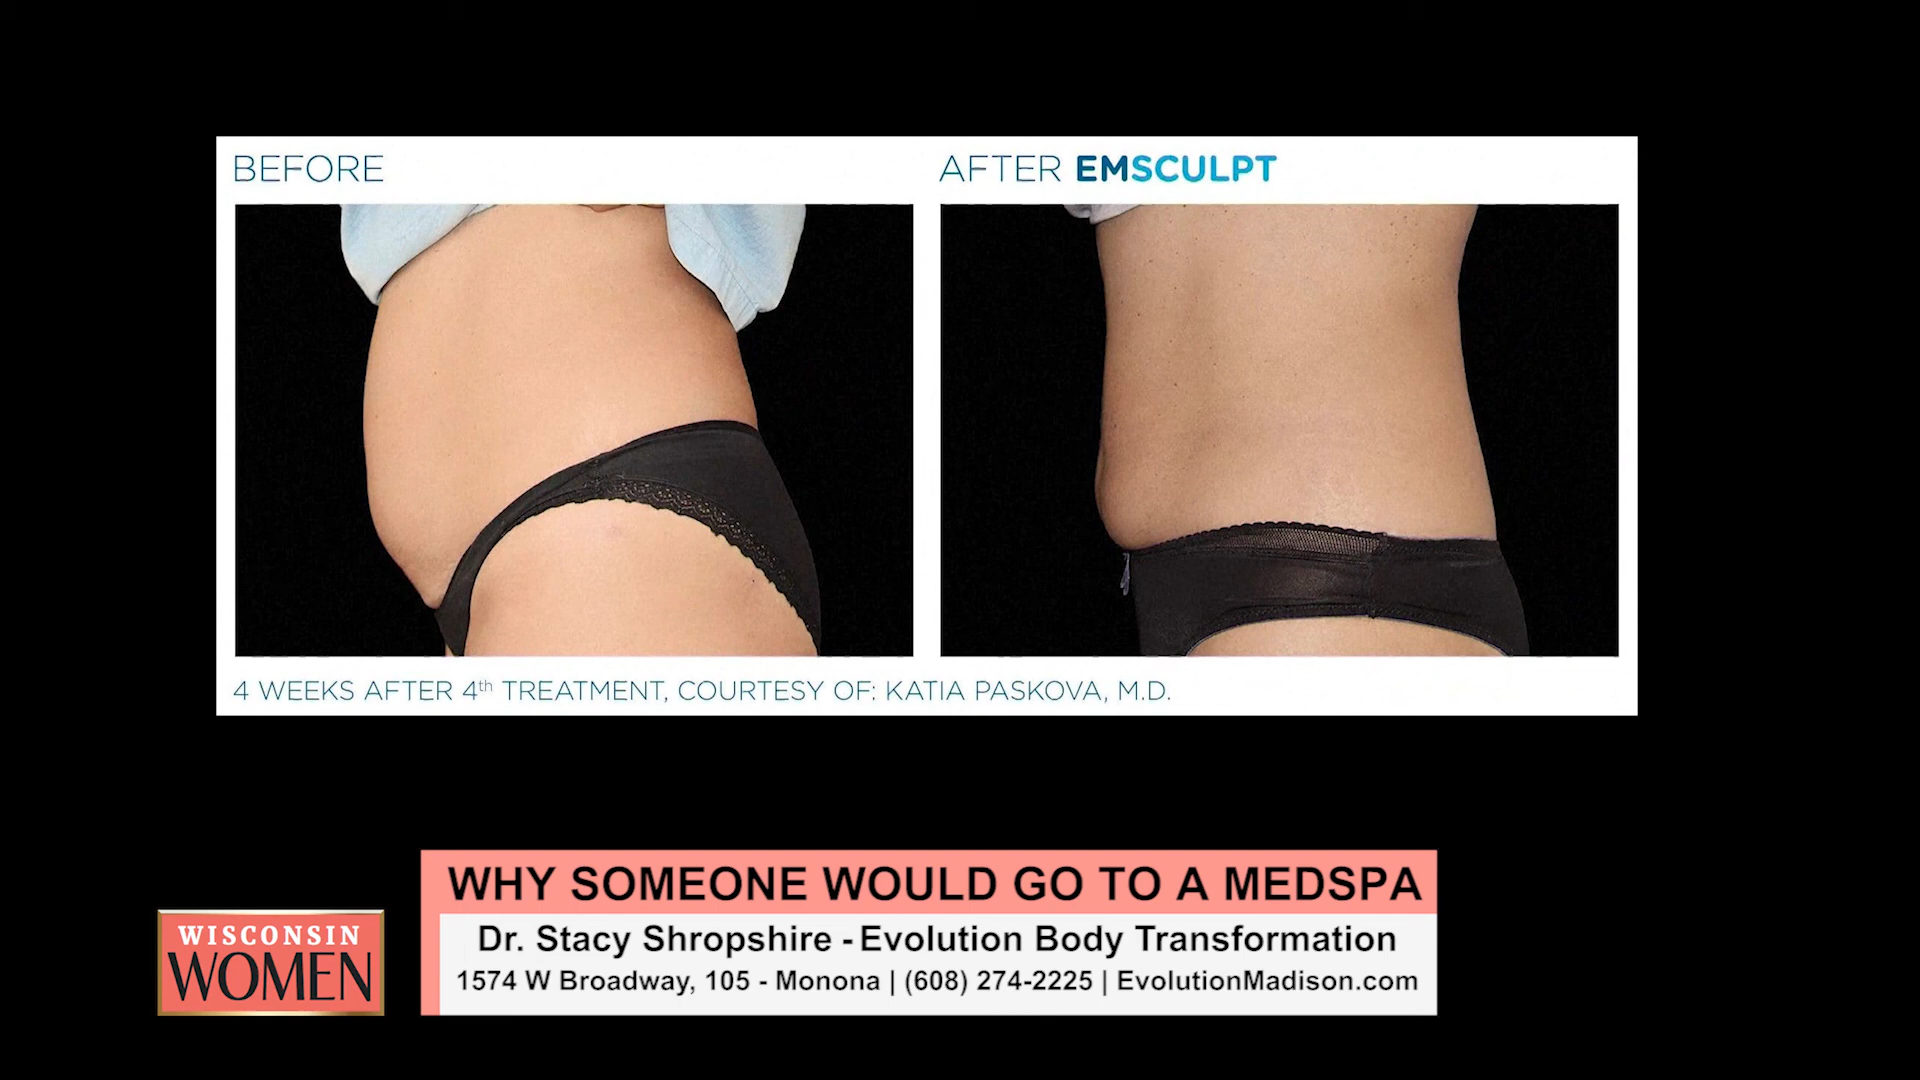 BEFORE
AFTER EMSCULPT
4 WEEKS AFTER 4th TREATMENT, COURTESY OF: KATIA PASKOVA, M.D.
WHY SOMEONE WOULD GO TO A MEDSPA
Dr. Stacy Shropshire - Evolution Body Transformation
1574 W Broadway, 105 - Monona | (608) 274-2225 | EvolutionMadison.com
WISCONSIN
WOMEN